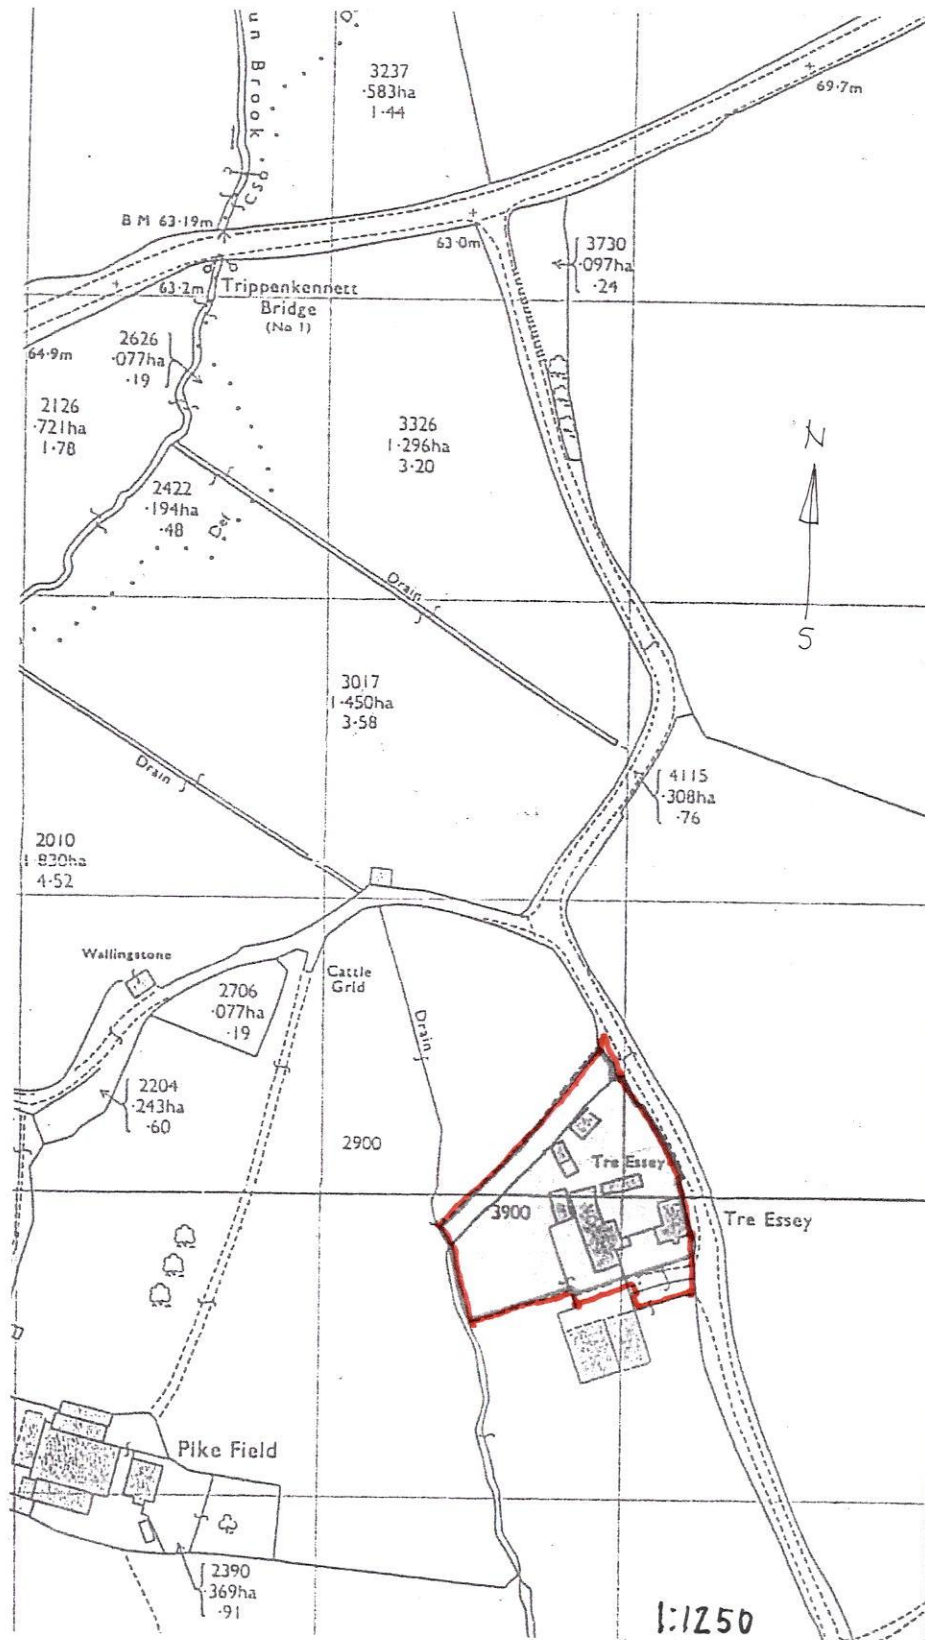 un Brook
3237
·583ha
1·44
69·7m
CS
B M 63·19m
63·0m
3730
·097ha
·24
63·2m
Trippenkennett
Bridge
(No 1)
64·9m
2626
·077ha
·19
2126
·721ha
1·78
3326
1·296ha
3·20
N
S
2422
·194ha
·48
Def
Drain
3017
1·450ha
3·58
Drain
4115
·308ha
·76
2010
1·830ha
4·52
Wallingstone
Cattle
Grid
2706
·077ha
·19
Drain
2204
·243ha
·60
2900
Tre Essey
3900
Tre Essey
Pike Field
2390
·369ha
·91
1:1250